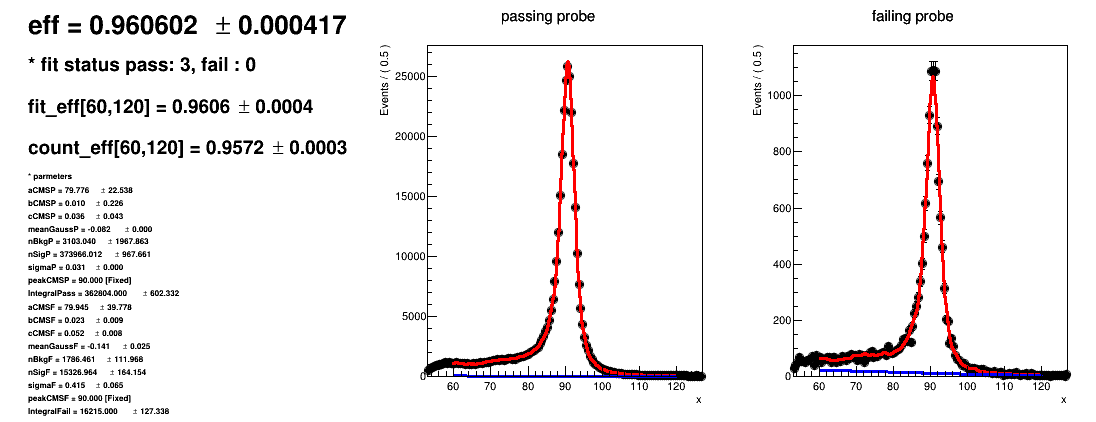 eff = 0.960602 ± 0.000417
* fit status pass: 3, fail : 0
fit_eff[60,120] = 0.9606 ± 0.0004
count_eff[60,120] = 0.9572 ± 0.0003
* parmeters
aCMSP = 79.776 ± 22.538
bCMSP = 0.010 ± 0.226
cCMSP = 0.036 ± 0.043
meanGaussP = -0.082 ± 0.000
nBkgP = 3103.040 ± 1967.863
nSigP = 373966.012 ± 967.661
sigmaP = 0.031 ± 0.000
peakCMSP = 90.000 [Fixed]
IntegralPass = 362804.000 ± 602.332
aCMSF = 79.945 ± 39.778
bCMSF = 0.023 ± 0.009
cCMSF = 0.052 ± 0.008
meanGaussF = -0.141 ± 0.025
nBkgF = 1786.461 ± 111.968
nSigF = 15326.964 ± 164.154
sigmaF = 0.415 ± 0.065
peakCMSF = 90.000 [Fixed]
IntegralFail = 16215.000 ± 127.338
passing probe
Events / ( 0.5 )
25000
20000
15000
10000
5000
0
60 70 80 90 100 110 120
x
failing probe
Events / ( 0.5 )
1000
800
600
400
200
0
60 70 80 90 100 110 120
x